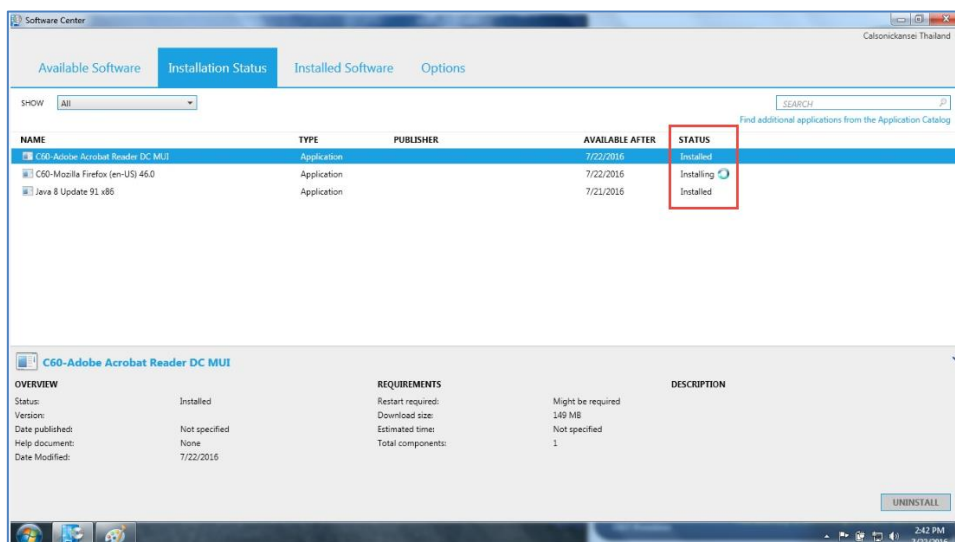 Software Center
Calsonickansei Thailand
Available Software Installation Status Installed Software Options
SHOW All SEARCH
Find additional applications from the Application Catalog
NAME TYPE PUBLISHER AVAILABLE AFTER STATUS
C60-Adobe Acrobat Reader DC MUI Application 7/22/2016 Installed
C60-Mozilla Firefox (en-US) 46.0 Application 7/22/2016 Installing
Java 8 Update 91 x86 Application 7/21/2016 Installed
C60-Adobe Acrobat Reader DC MUI
OVERVIEW REQUIREMENTS DESCRIPTION
Status: Installed Restart required: Might be required
Version: Download size: 149 MB
Date published: Not specified Estimated time: Not specified
Help document: None Total components: 1
Date Modified: 7/22/2016
UNINSTALL
2:42 PM
7/22/2016